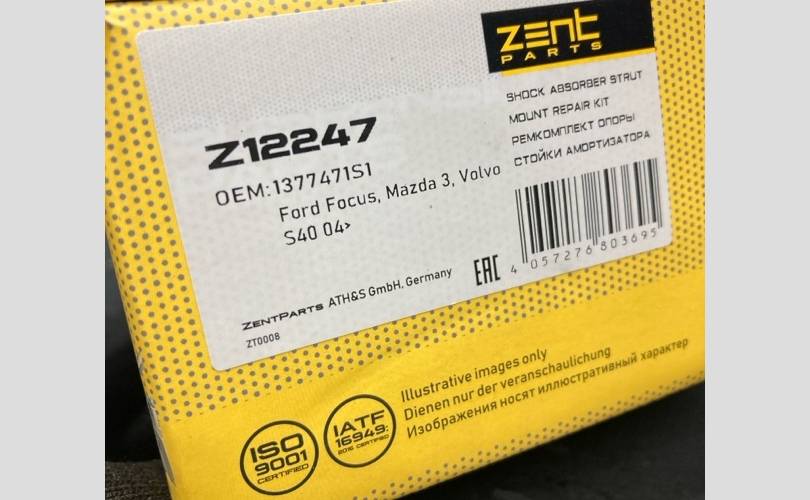 ZENT
PARTS
SHOCK ABSORBER STRUT
MOUNT REPAIR KIT
РЕМКОМПЛЕКТ ОПОРЫ
СТОЙКИ АМОРТИЗАТОРА
Z12247
OEM:1377471S1
Ford Focus, Mazda 3, Volvo
S40 04>
EAC
4 057276 803695
ZENTPARTS ATH&S GmbH, Germany
ZT0008
Illustrative images only
Dienen nur der veranschaulichung
Изображения носят иллюстративный характер
ISO
9001
CERTIFIED
IATF
16949:
2016 CERTIFIED